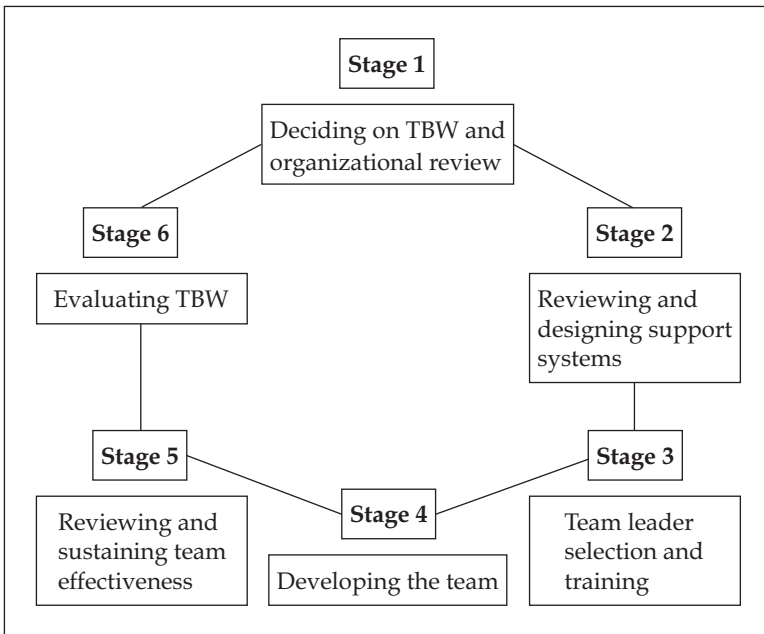 Stage 1
Deciding on TBW and
organizational review
Stage 2
Reviewing and
designing support
systems
Stage 3
Team leader
selection and
training
Stage 4
Developing the team
Stage 5
Reviewing and
sustaining team
effectiveness
Stage 6
Evaluating TBW